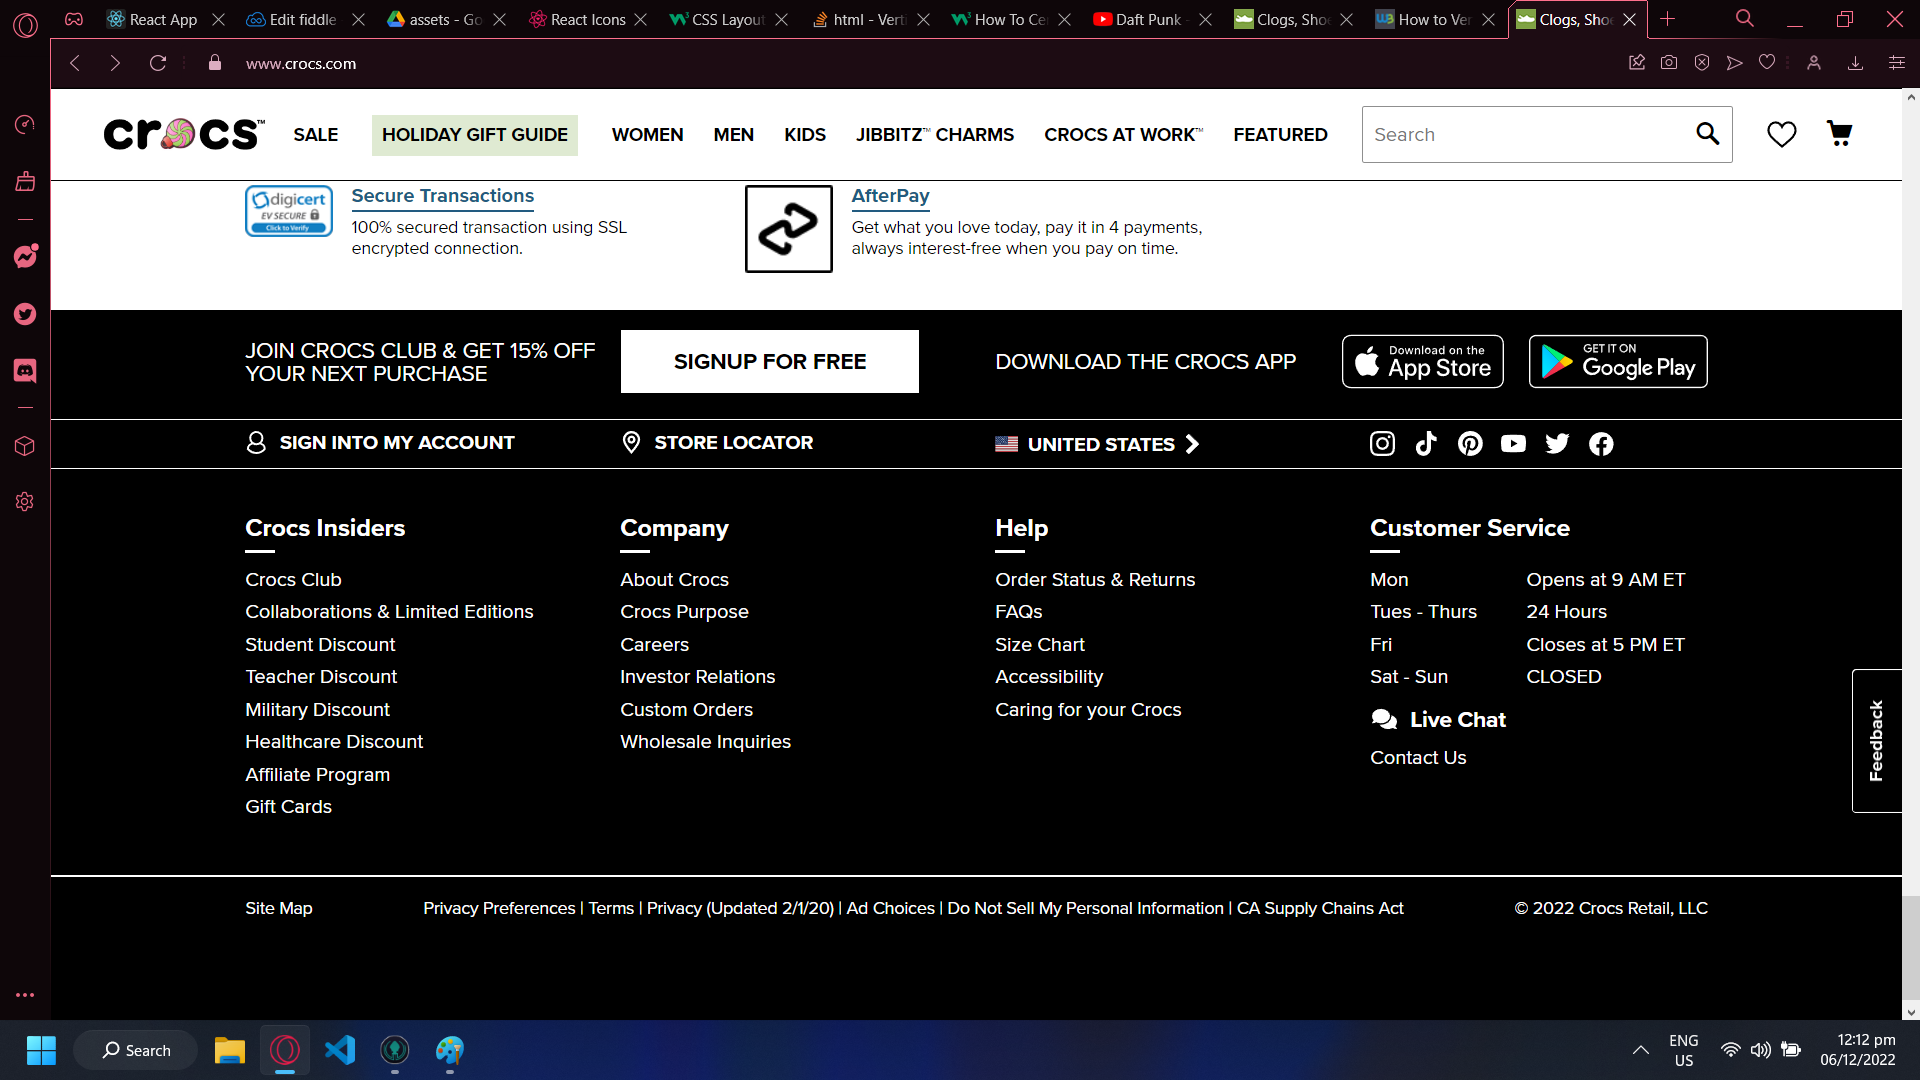 React App
Edit fiddle
assets - Go
React Icons
CSS Layout
html - Verti
How To Cen
Daft Punk -
Clogs, Shoe
How to Ver
Clogs, Shoe
www.crocs.com
crocs™
SALE
HOLIDAY GIFT GUIDE
WOMEN
MEN
KIDS
JIBBITZ™ CHARMS
CROCS AT WORK™
FEATURED
Search
digicert
EV SECURE
Click to Verify
Secure Transactions
100% secured transaction using SSL
encrypted connection.
AfterPay
Get what you love today, pay it in 4 payments,
always interest-free when you pay on time.
JOIN CROCS CLUB & GET 15% OFF
YOUR NEXT PURCHASE
SIGNUP FOR FREE
DOWNLOAD THE CROCS APP
Download on the
App Store
GET IT ON
Google Play
SIGN INTO MY ACCOUNT
STORE LOCATOR
UNITED STATES
Crocs Insiders
Crocs Club
Collaborations & Limited Editions
Student Discount
Teacher Discount
Military Discount
Healthcare Discount
Affiliate Program
Gift Cards
Company
About Crocs
Crocs Purpose
Careers
Investor Relations
Custom Orders
Wholesale Inquiries
Help
Order Status & Returns
FAQs
Size Chart
Accessibility
Caring for your Crocs
Customer Service
Mon Opens at 9 AM ET
Tues - Thurs 24 Hours
Fri Closes at 5 PM ET
Sat - Sun CLOSED
Live Chat
Contact Us
Feedback
Site Map
Privacy Preferences | Terms | Privacy (Updated 2/1/20) | Ad Choices | Do Not Sell My Personal Information | CA Supply Chains Act
© 2022 Crocs Retail, LLC
Search
ENG
US
12:12 pm
06/12/2022